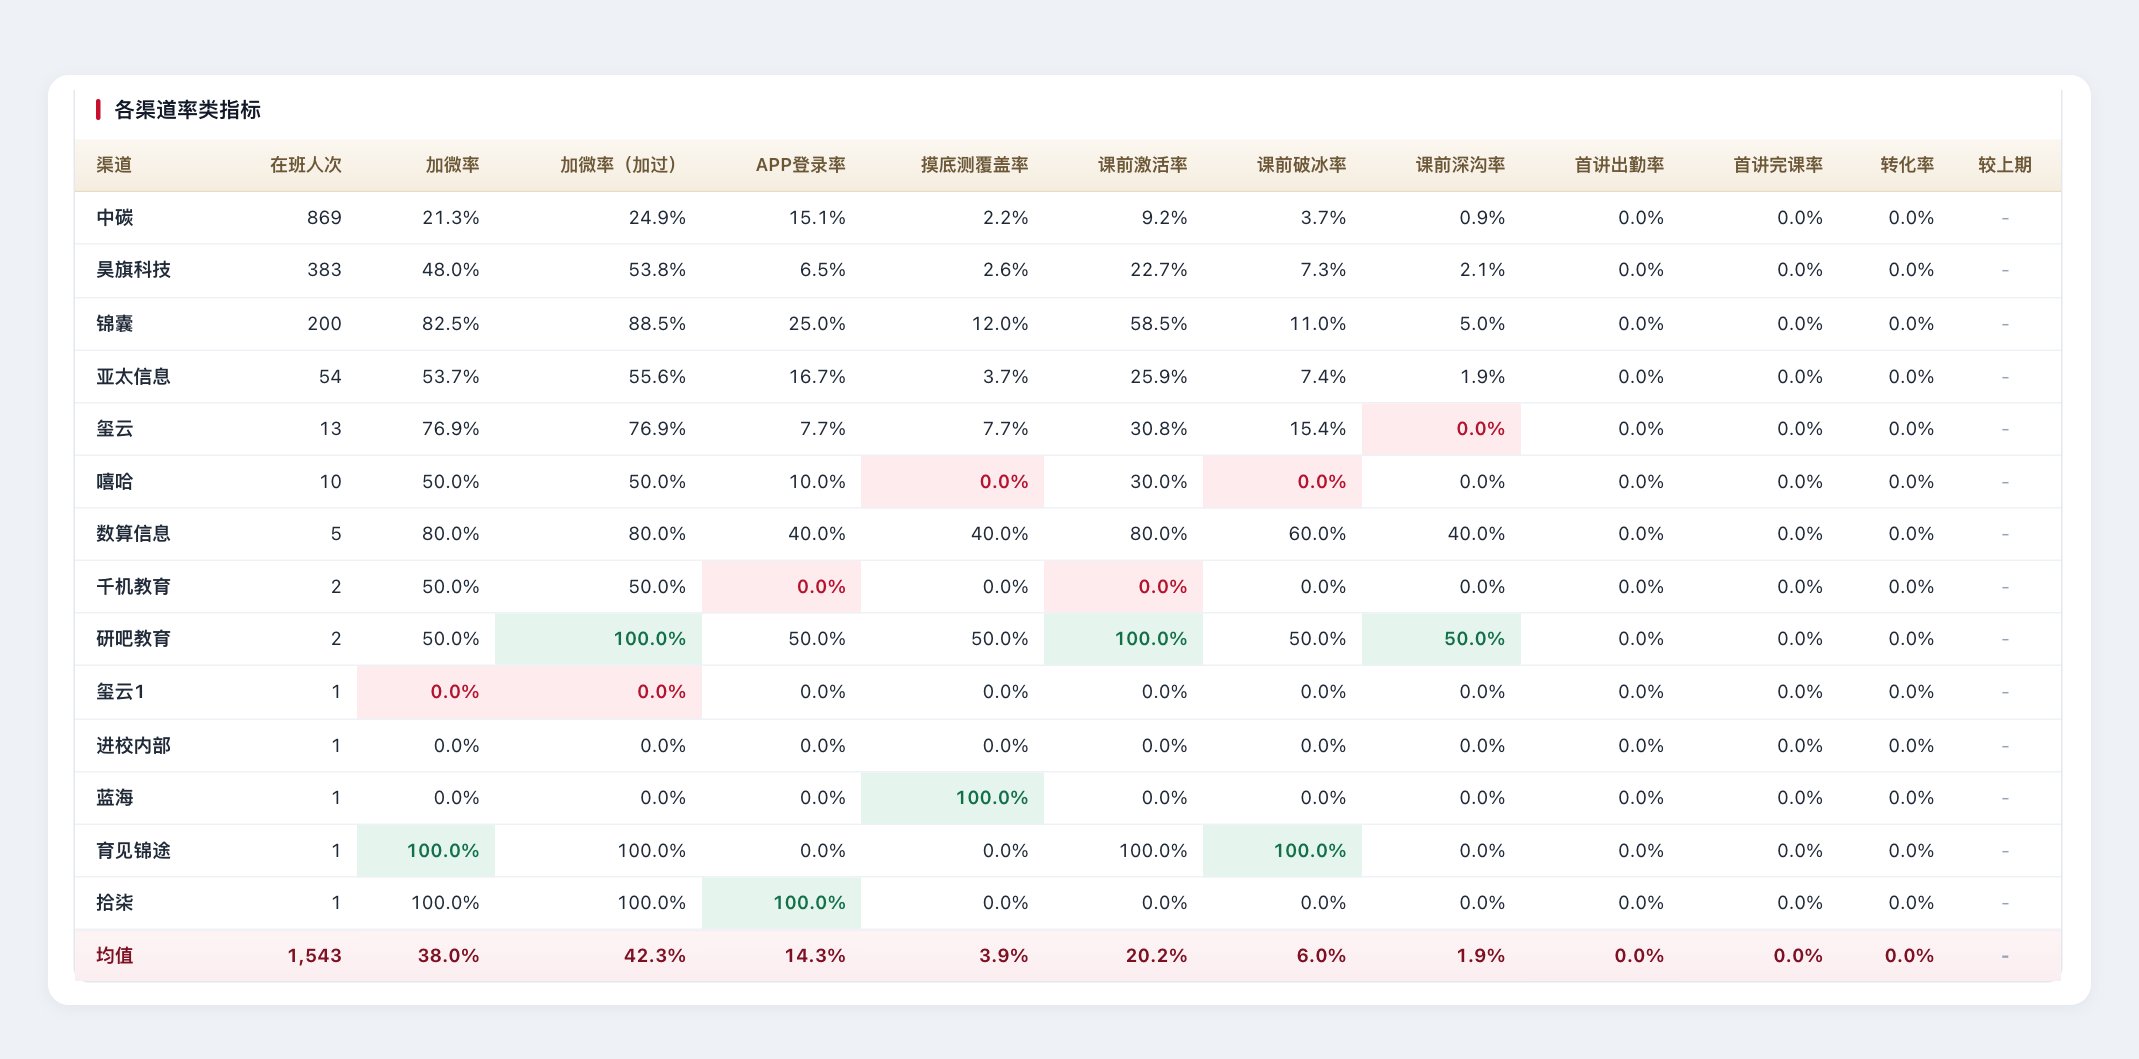 各渠道率类指标
渠道 在班人次 加微率 加微率（加过） APP登录率 摸底测覆盖率 课前激活率 课前破冰率 课前深沟率 首讲出勤率 首讲完课率 转化率 较上期
中碳 869 21.3% 24.9% 15.1% 2.2% 9.2% 3.7% 0.9% 0.0% 0.0% 0.0% -
昊旗科技 383 48.0% 53.8% 6.5% 2.6% 22.7% 7.3% 2.1% 0.0% 0.0% 0.0% -
锦囊 200 82.5% 88.5% 25.0% 12.0% 58.5% 11.0% 5.0% 0.0% 0.0% 0.0% -
亚太信息 54 53.7% 55.6% 16.7% 3.7% 25.9% 7.4% 1.9% 0.0% 0.0% 0.0% -
玺云 13 76.9% 76.9% 7.7% 7.7% 30.8% 15.4% 0.0% 0.0% 0.0% 0.0% -
嘻哈 10 50.0% 50.0% 10.0% 0.0% 30.0% 0.0% 0.0% 0.0% 0.0% 0.0% -
数算信息 5 80.0% 80.0% 40.0% 40.0% 80.0% 60.0% 40.0% 0.0% 0.0% 0.0% -
千机教育 2 50.0% 50.0% 0.0% 0.0% 0.0% 0.0% 0.0% 0.0% 0.0% 0.0% -
研吧教育 2 50.0% 100.0% 50.0% 50.0% 100.0% 50.0% 50.0% 0.0% 0.0% 0.0% -
玺云1 1 0.0% 0.0% 0.0% 0.0% 0.0% 0.0% 0.0% 0.0% 0.0% 0.0% -
进校内部 1 0.0% 0.0% 0.0% 0.0% 0.0% 0.0% 0.0% 0.0% 0.0% 0.0% -
蓝海 1 0.0% 0.0% 0.0% 100.0% 0.0% 0.0% 0.0% 0.0% 0.0% 0.0% -
育见锦途 1 100.0% 100.0% 0.0% 0.0% 100.0% 100.0% 0.0% 0.0% 0.0% 0.0% -
拾柒 1 100.0% 100.0% 100.0% 0.0% 0.0% 0.0% 0.0% 0.0% 0.0% 0.0% -
均值 1,543 38.0% 42.3% 14.3% 3.9% 20.2% 6.0% 1.9% 0.0% 0.0% 0.0% -